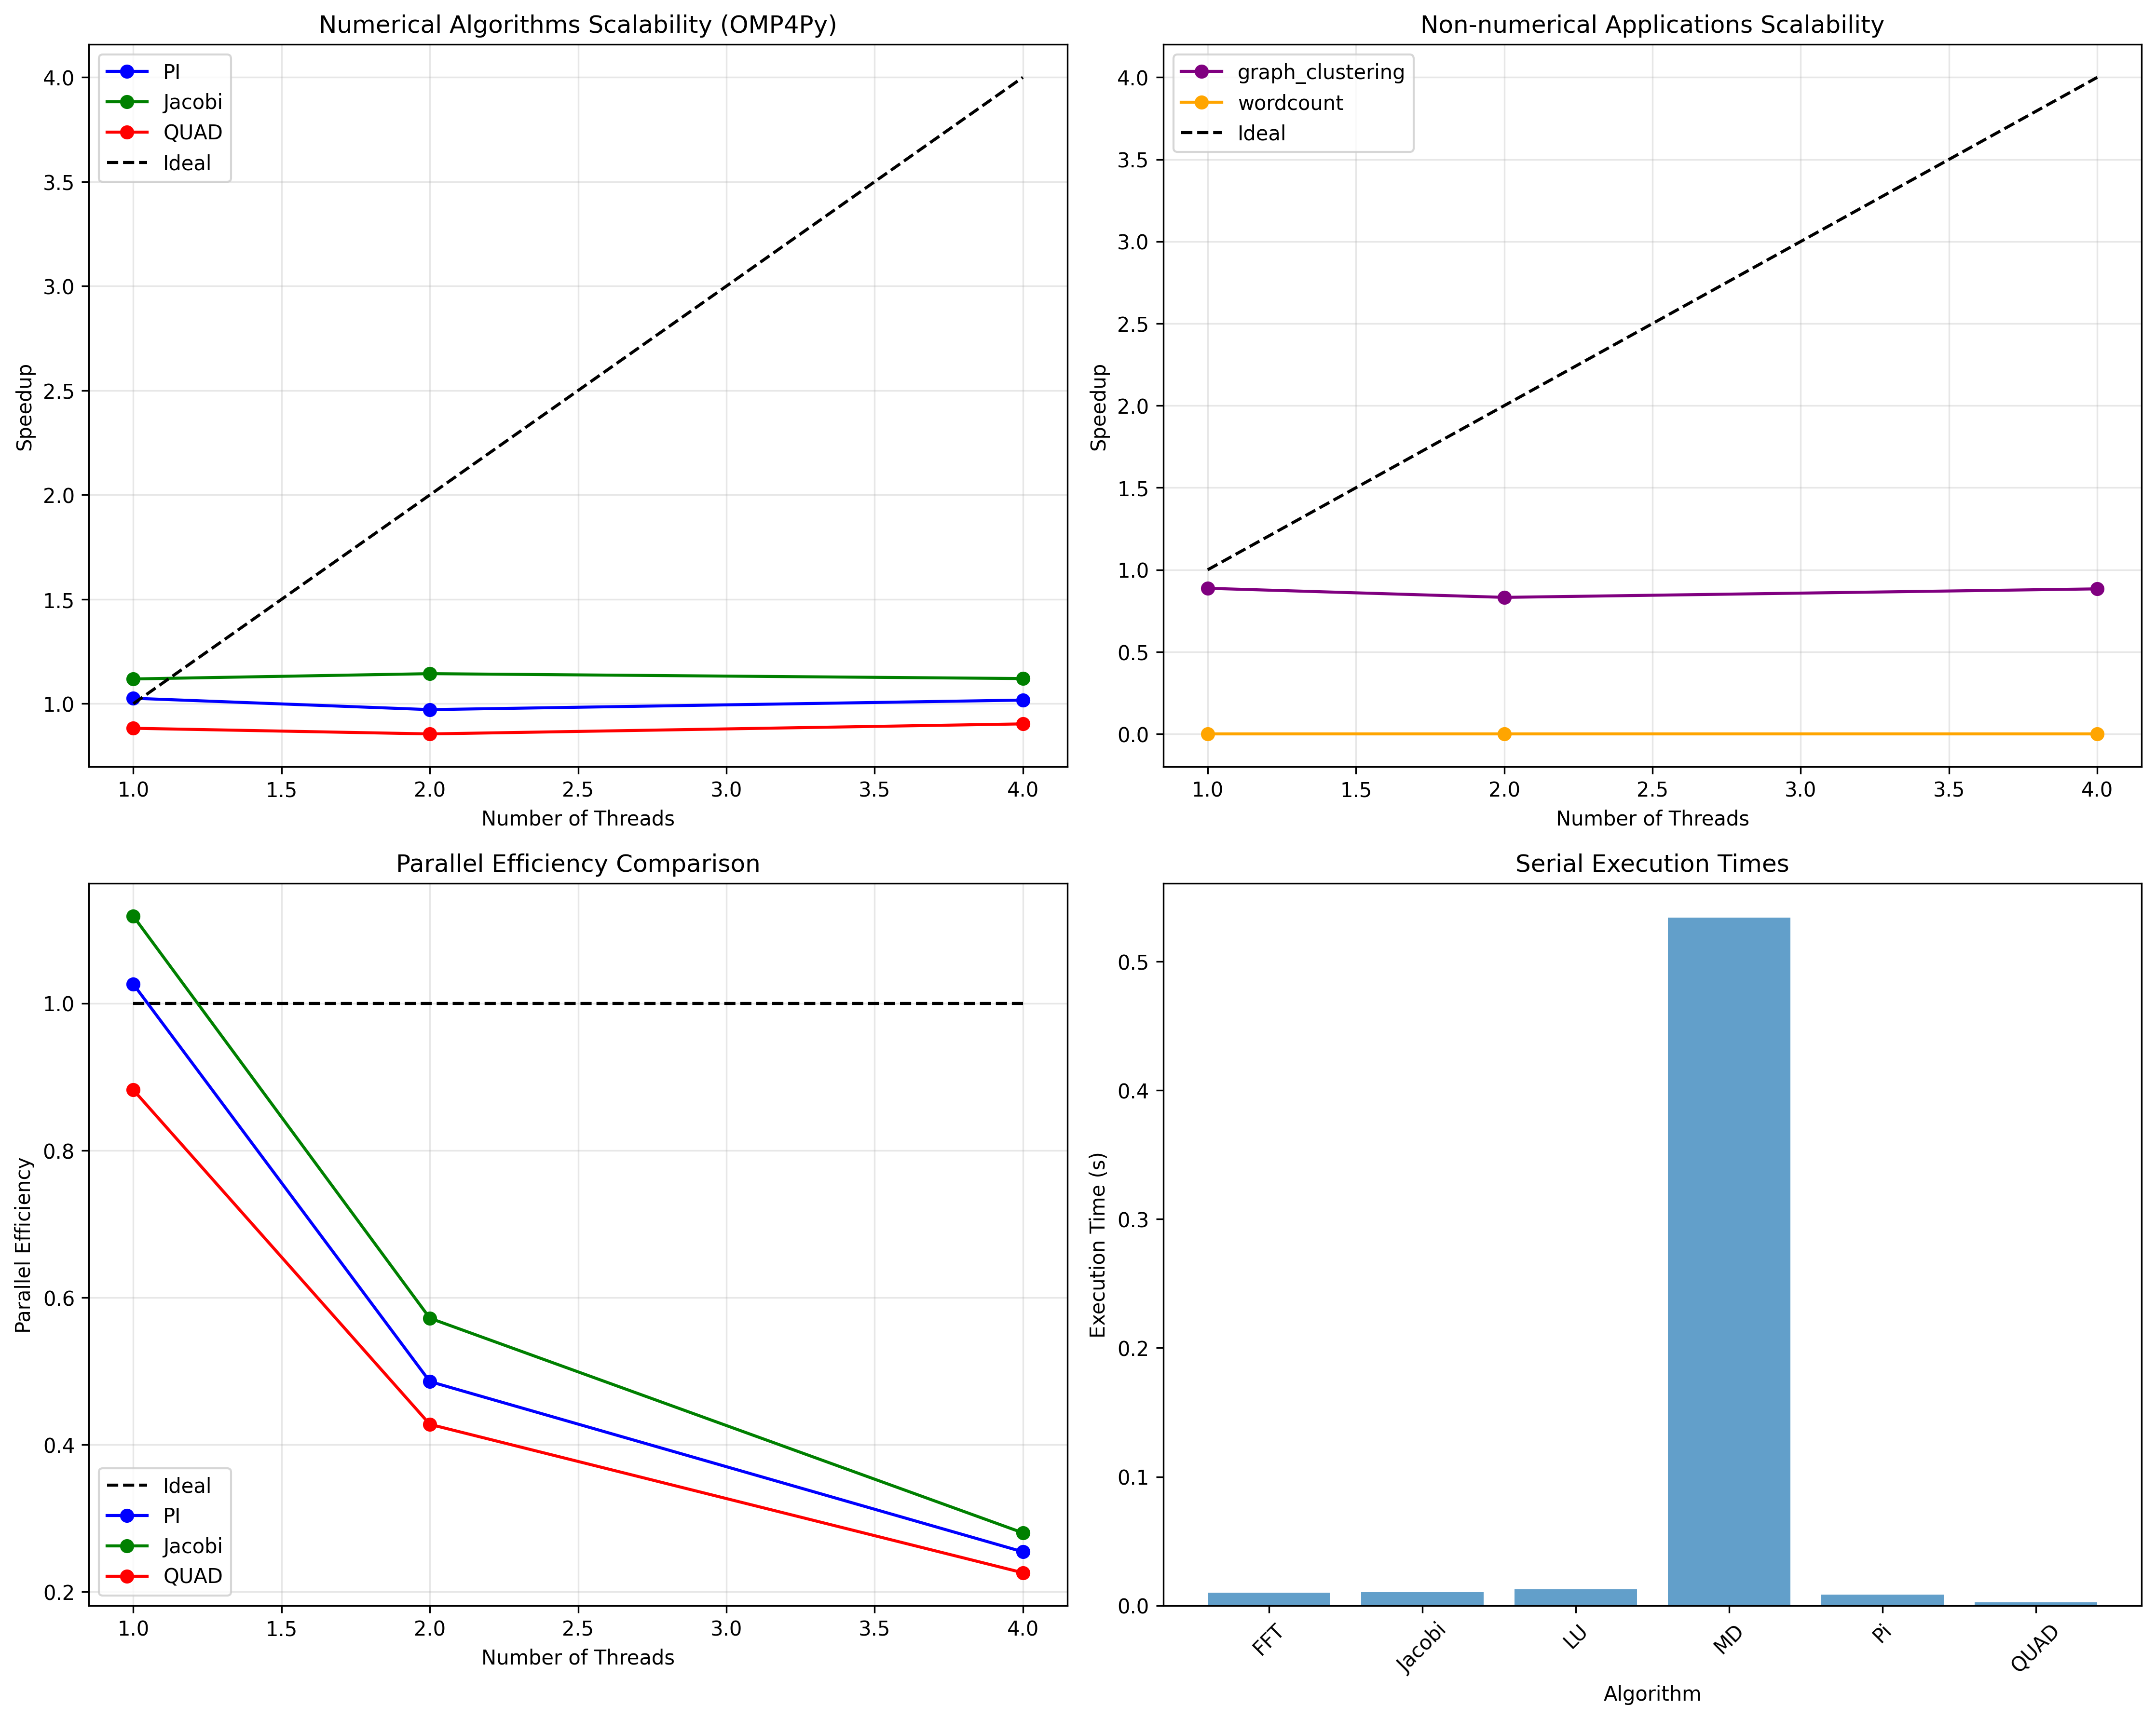 Numerical Algorithms Scalability (OMP4Py)
PI
Jacobi
QUAD
Ideal
4.0
3.5
3.0
2.5
2.0
1.5
1.0
Speedup
1.0 1.5 2.0 2.5 3.0 3.5 4.0
Number of Threads
Non-numerical Applications Scalability
graph_clustering
wordcount
Ideal
4.0
3.5
3.0
2.5
2.0
1.5
1.0
0.5
0.0
Speedup
1.0 1.5 2.0 2.5 3.0 3.5 4.0
Number of Threads
Parallel Efficiency Comparison
1.0
0.8
0.6
0.4
0.2
Parallel Efficiency
Ideal
PI
Jacobi
QUAD
1.0 1.5 2.0 2.5 3.0 3.5 4.0
Number of Threads
Serial Execution Times
0.5
0.4
0.3
0.2
0.1
0.0
Execution Time (s)
FFT Jacobi LU MD Pi QUAD
Algorithm